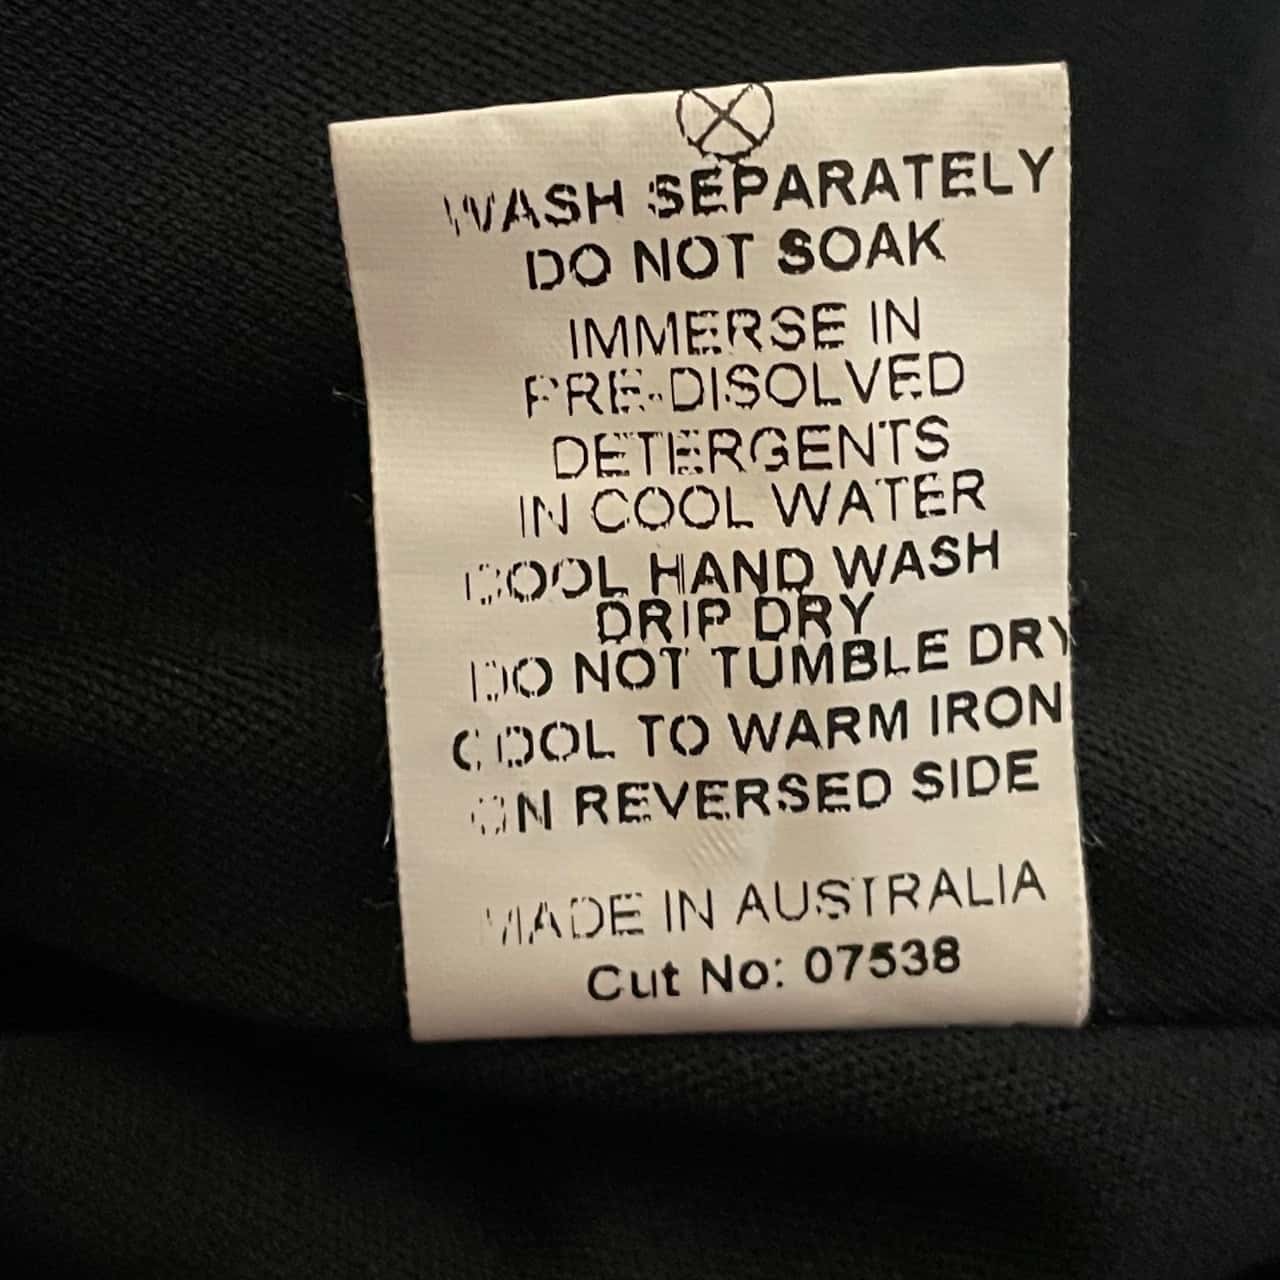 WASH SEPARATELY
DO NOT SOAK
IMMERSE IN
PRE-DISOLVED
DETERGENTS
IN COOL WATER
COOL HAND WASH
DRIP DRY
DO NOT TUMBLE DRY
COOL TO WARM IRON
ON REVERSED SIDE
MADE IN AUSTRALIA
Cut No: 07538